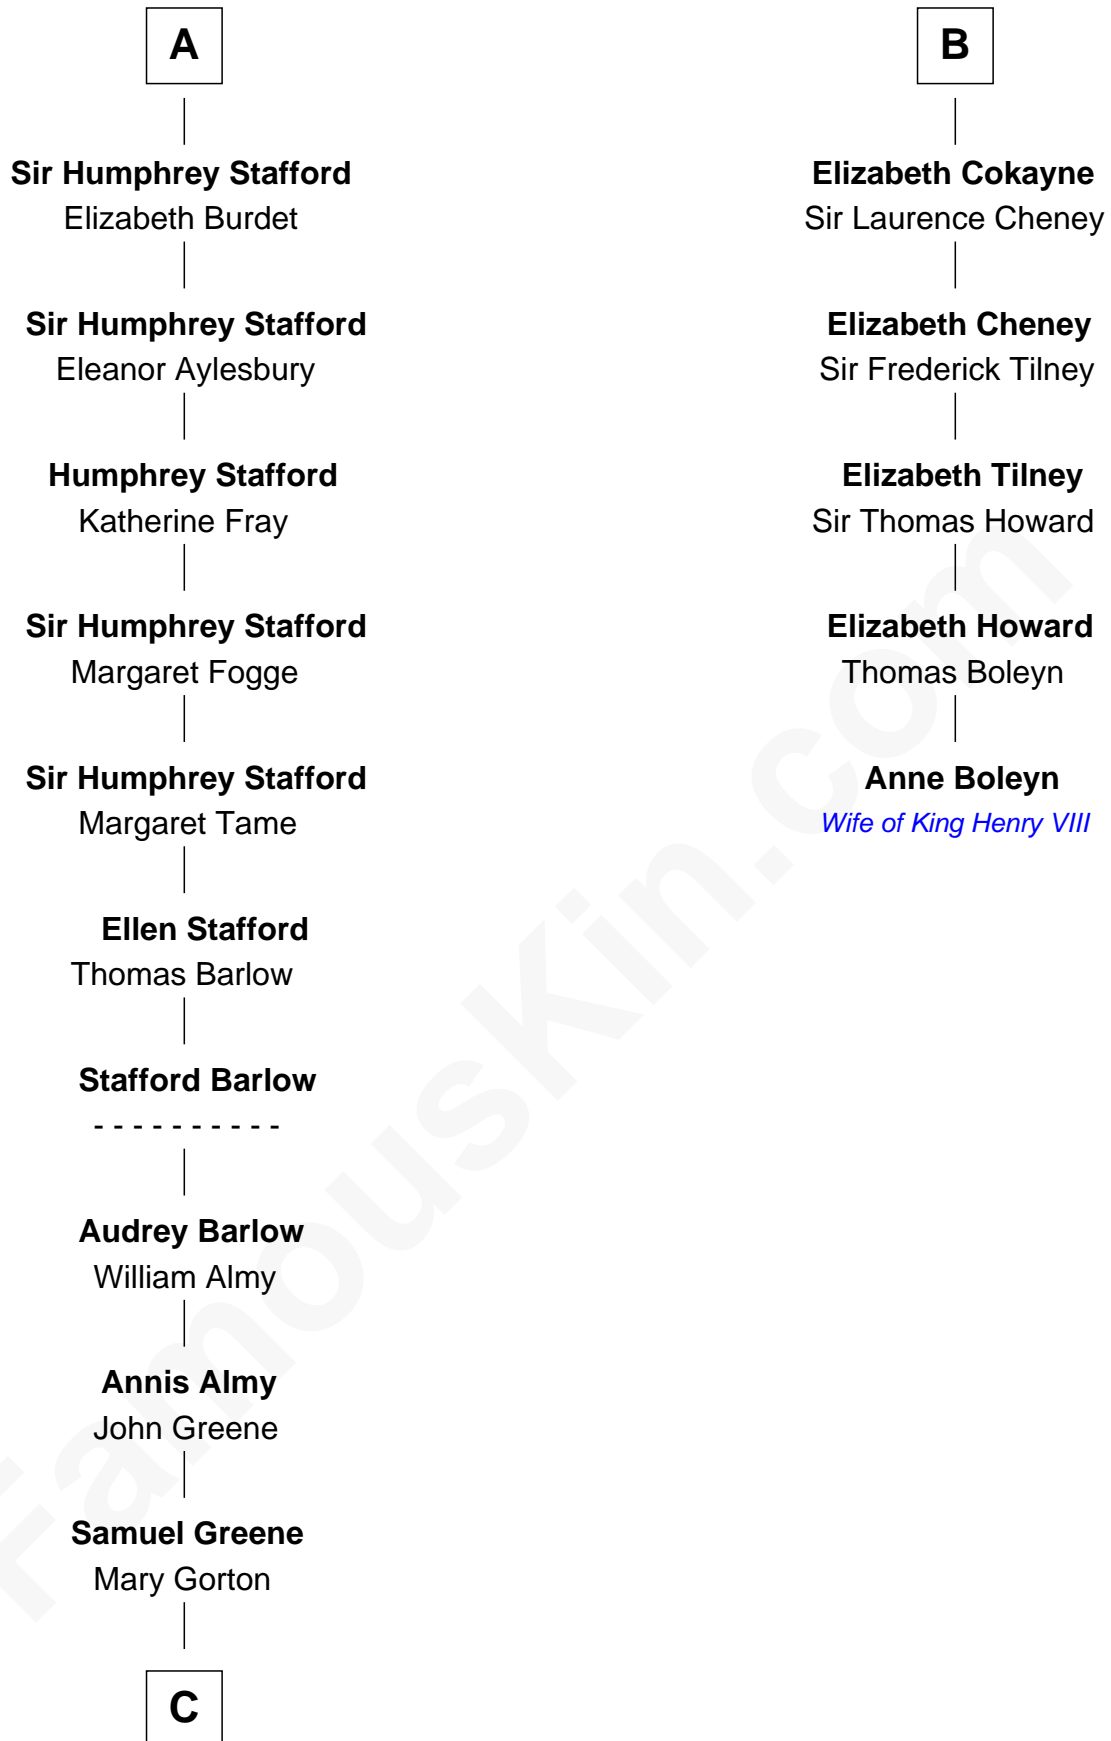 A
Sir Humphrey Stafford
Elizabeth Burdet
Sir Humphrey Stafford
Eleanor Aylesbury
Humphrey Stafford
Katherine Fray
Sir Humphrey Stafford
Margaret Fogge
Sir Humphrey Stafford
Margaret Tame
Ellen Stafford
Thomas Barlow
Stafford Barlow
- - - - - - - - - -
Audrey Barlow
William Almy
Annis Almy
John Greene
Samuel Greene
Mary Gorton
C
B
Elizabeth Cokayne
Sir Laurence Cheney
Elizabeth Cheney
Sir Frederick Tilney
Elizabeth Tilney
Sir Thomas Howard
Elizabeth Howard
Thomas Boleyn
Anne Boleyn
Wife of King Henry VIII
FamousKin.com